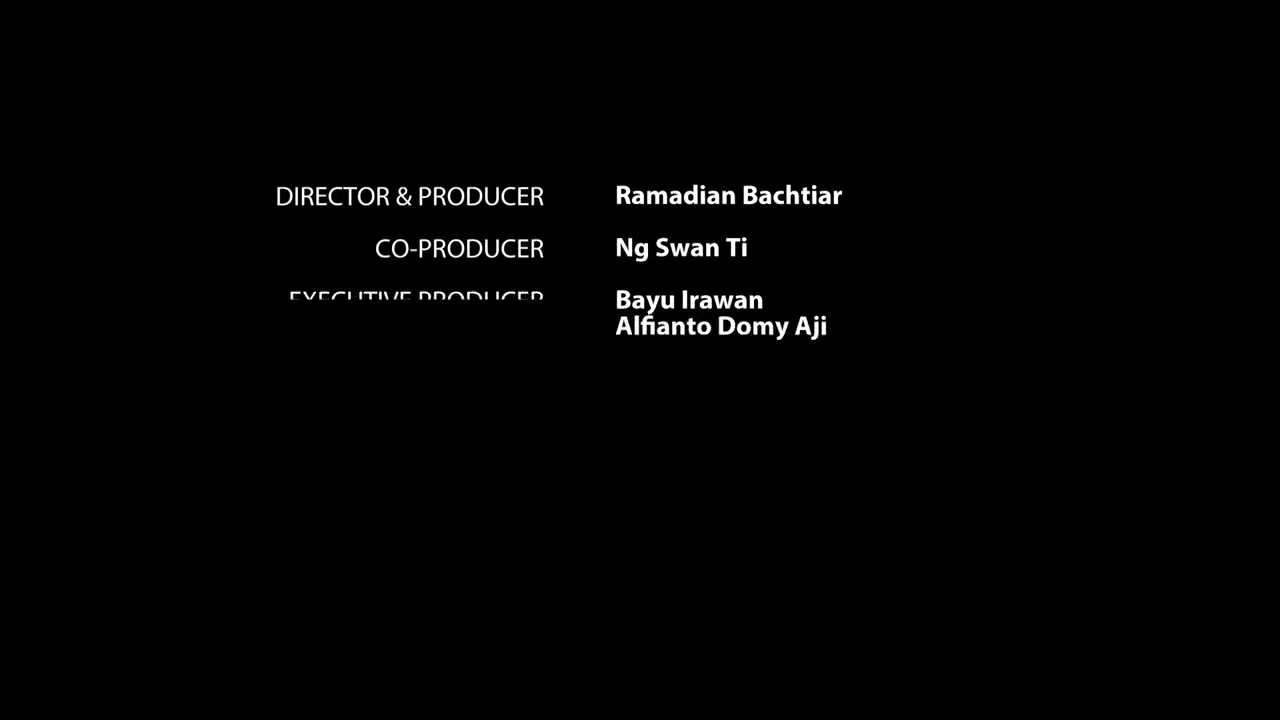 DIRECTOR & PRODUCER Ramadian Bachtiar
CO-PRODUCER Ng Swan Ti
EXECUTIVE PRODUCER Bayu Irawan
Alfianto Domy Aji